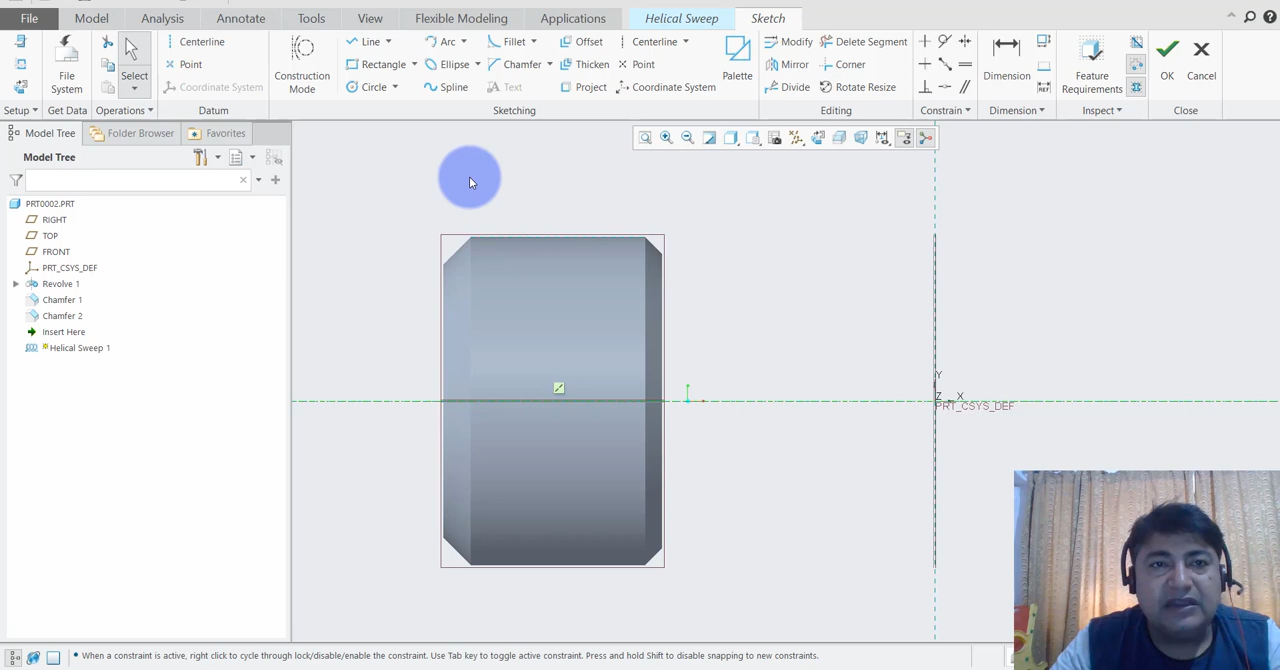 File Model Analysis Annotate Tools View Flexible Modeling Applications Helical Sweep Sketch
Centerline Line Arc Fillet Offset Centerline Modify Delete Segment
File System Select Point Construction Mode Rectangle Ellipse Chamfer Thicken Point Palette Mirror Corner Dimension Feature Requirements OK Cancel
Coordinate System Circle Spline Text Project Coordinate System Divide Rotate Resize
Setup Get Data Operations Datum Sketching Editing Constrain Dimension Inspect Close
Model Tree Folder Browser Favorites
Model Tree
PRT0002.PRT
RIGHT
TOP
FRONT
PRT_CSYS_DEF
Revolve 1
Chamfer 1
Chamfer 2
Insert Here
Helical Sweep 1
Y
Z X
PRT_CSYS_DEF
• When a constraint is active, right click to cycle through lock/disable/enable the constraint. Use Tab key to toggle active constraint. Press and hold Shift to disable snapping to new constraints.